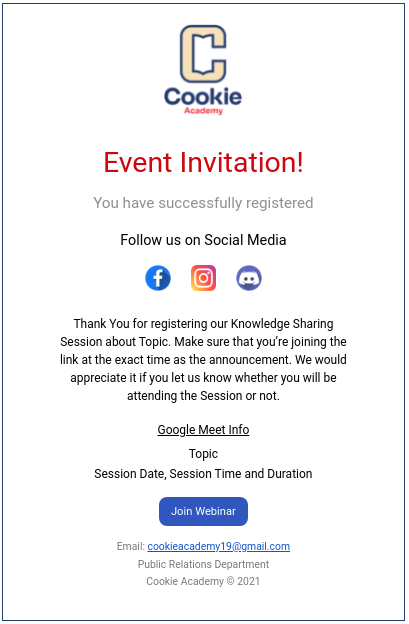 Cookie
Academy
Event Invitation!
You have successfully registered
Follow us on Social Media
Thank You for registering our Knowledge Sharing
Session about Topic. Make sure that you’re joining the
link at the exact time as the announcement. We would
appreciate it if you let us know whether you will be
attending the Session or not.
Google Meet Info
Topic
Session Date, Session Time and Duration
Join Webinar
Email: cookieacademy19@gmail.com
Public Relations Department
Cookie Academy © 2021